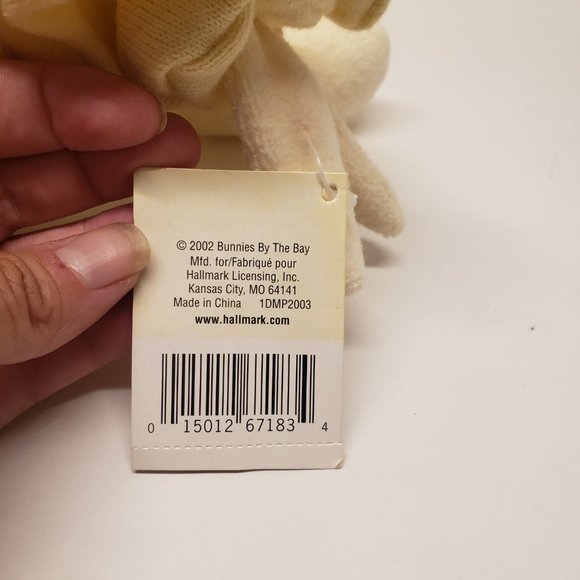 © 2002 Bunnies By The Bay
Mfd. for/Fabriqué pour
Hallmark Licensing, Inc.
Kansas City, MO 64141
Made in China 1DMP2003
www.hallmark.com
0 15012 67183 4